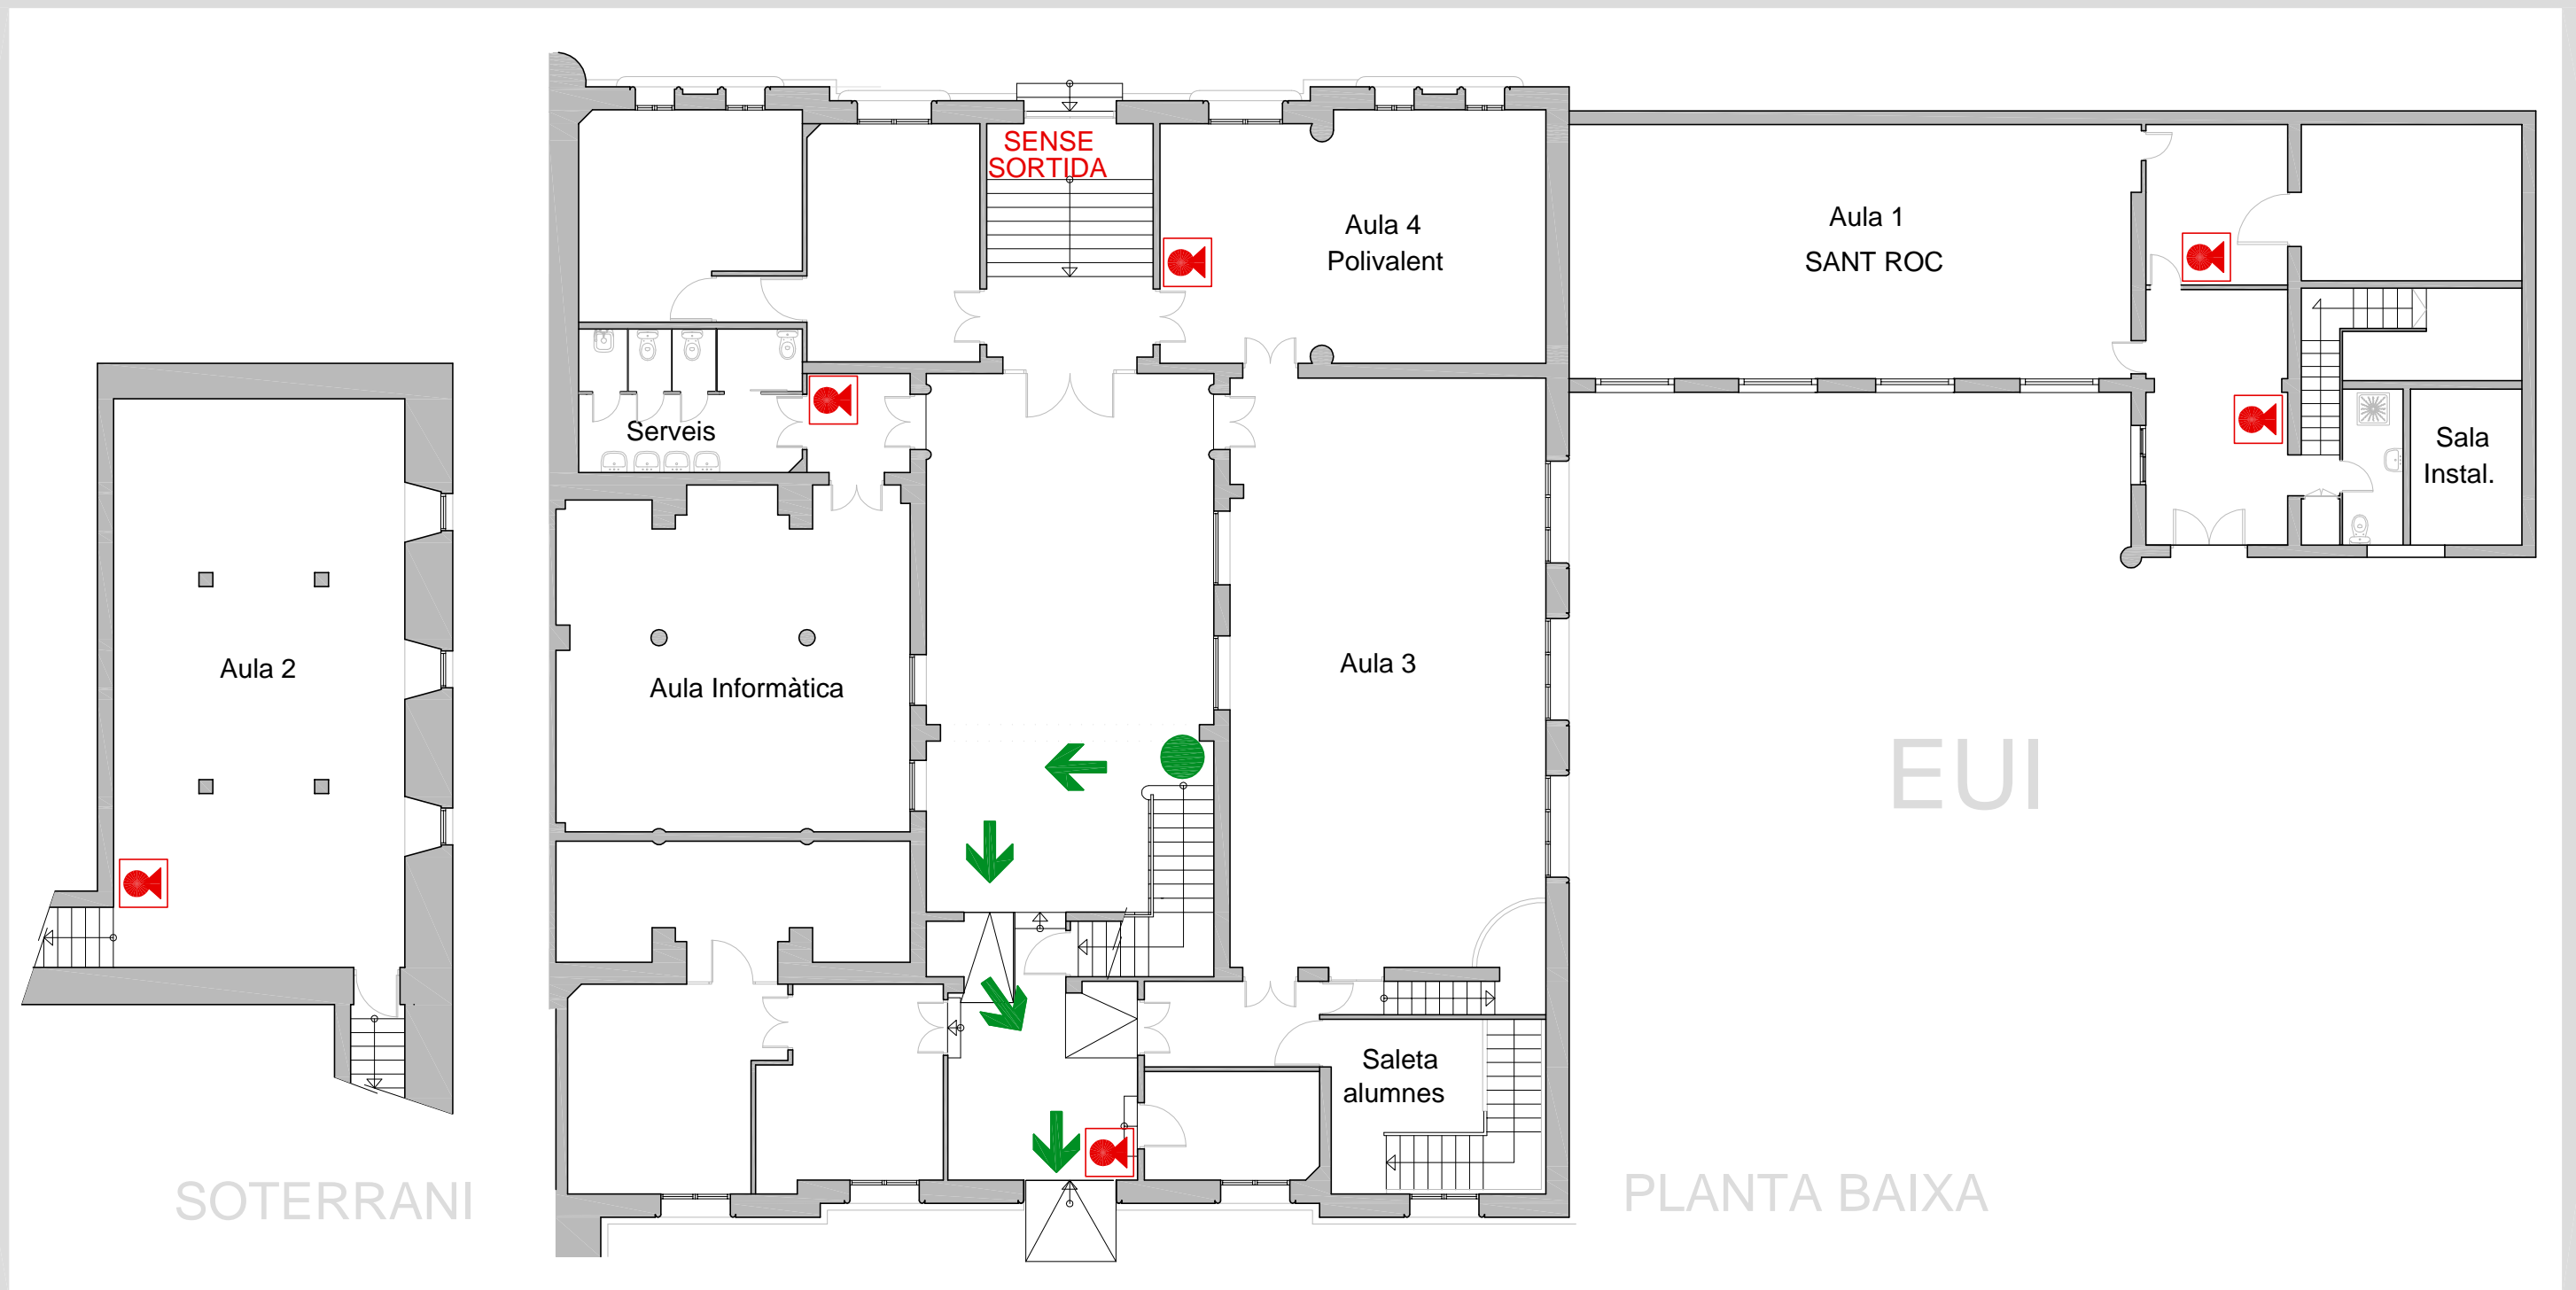 SENSE
SORTIDA
Aula 4
Polivalent
Aula 1
SANT ROC
Serveis
Sala
Instal.
Aula 2
Aula Informàtica
Aula 3
EUI
Saleta
alumnes
SOTERRANI
PLANTA BAIXA